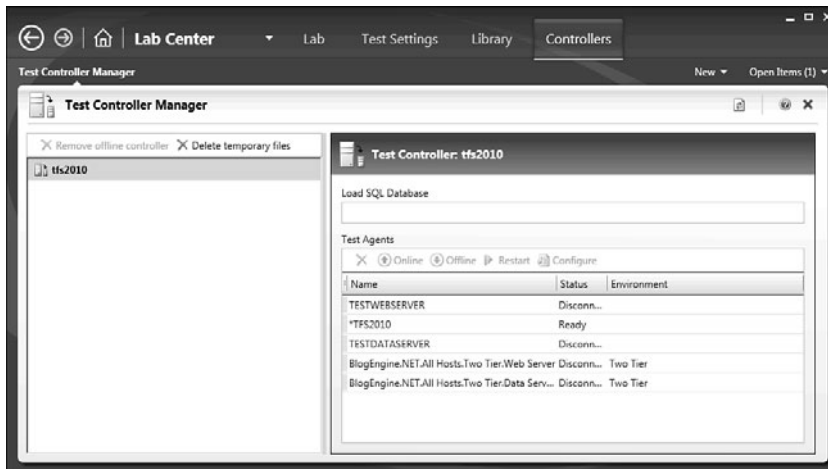 Lab Center Lab Test Settings Library Controllers
Test Controller Manager New Open Items (1)
Test Controller Manager
Remove offline controller Delete temporary files
tfs2010
Test Controller: tfs2010
Load SQL Database
Test Agents
Online Offline Restart Configure
Name Status Environment
TESTWEBSERVER Disconn...
*TFS2010 Ready
TESTDATASERVER Disconn...
BlogEngine.NET.All Hosts.Two Tier.Web Server Disconn... Two Tier
BlogEngine.NET.All Hosts.Two Tier.Data Serv... Disconn... Two Tier